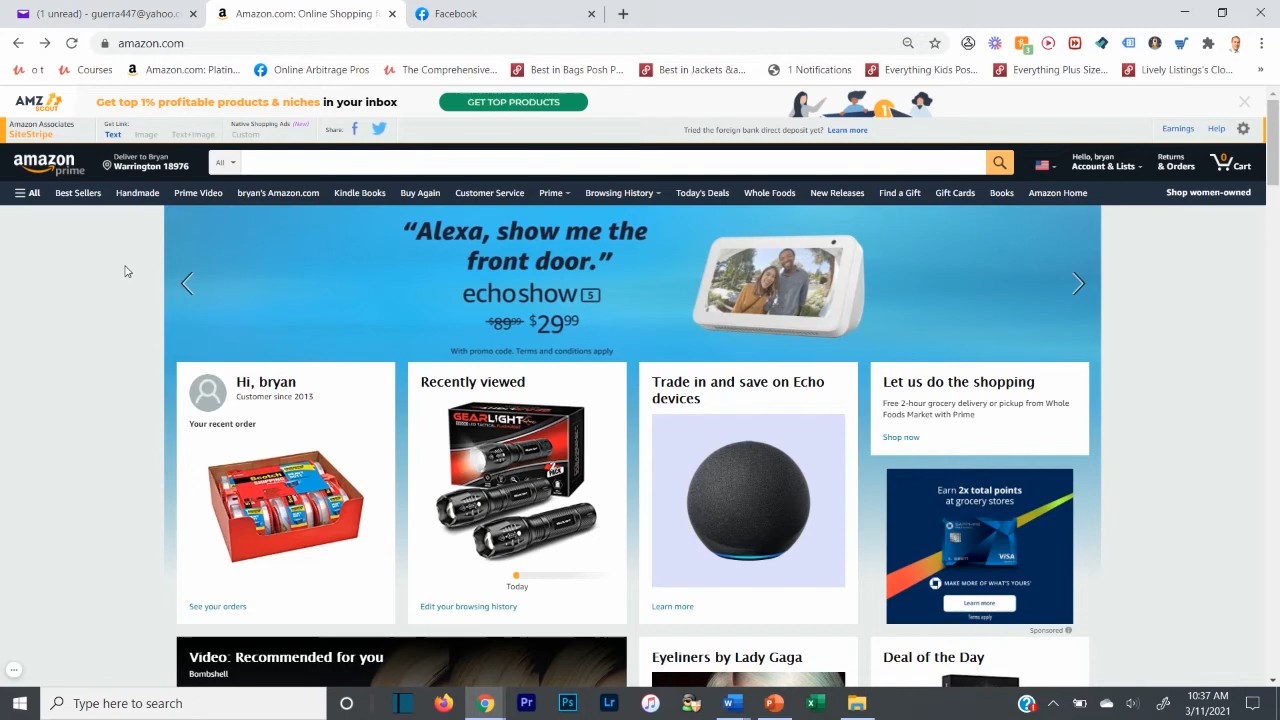 (1 unread) - guerra447@yahoo.
Amazon.com: Online Shopping f
Facebook
amazon.com
3
o t
Courses
Amazon.com: Platin...
Online Arbitrage Pros
The Comprehensive...
Best in Bags Posh P...
Best in Jackets &a...
1 Notifications
Everything Kids Pos...
Everything Plus Size...
Lively Listings's Clo...
»
AMZ SCOUT
Get top 1% profitable products & niches in your inbox
GET TOP PRODUCTS
Amazon Associates
SiteStripe
Get Link:
Text Image Text+Image
Native Shopping Ads (New)
Custom
Share:
Tried the foreign bank direct deposit yet? Learn more
Earnings Help
amazon prime
Deliver to Bryan
Warrington 18976
All
Hello, bryan
Account & Lists
Returns
& Orders
0
Cart
All Best Sellers Handmade Prime Video bryan's Amazon.com Kindle Books Buy Again Customer Service Prime Browsing History Today's Deals Whole Foods New Releases Find a Gift Gift Cards Books Amazon Home Shop women-owned
“Alexa, show me the
front door.”
echo show 5
$89⁹⁹ $29⁹⁹
With promo code. Terms and conditions apply
Hi, bryan
Customer since 2013
Your recent order
Scotch
See your orders
Recently viewed
GEARLIGHT
Today
Edit your browsing history
Trade in and save on Echo
devices
Learn more
Let us do the shopping
Free 2-hour grocery delivery or pickup from Whole
Foods Market with Prime
Shop now
Earn 2x total points
at grocery stores
VISA
MAKE MORE OF WHAT'S YOURS®
Learn more
Terms apply
Sponsored
Video: Recommended for you
Bombshell
Eyeliners by Lady Gaga
Deal of the Day
Type here to search
Pr
Ps
Lr
10:37 AM
3/11/2021